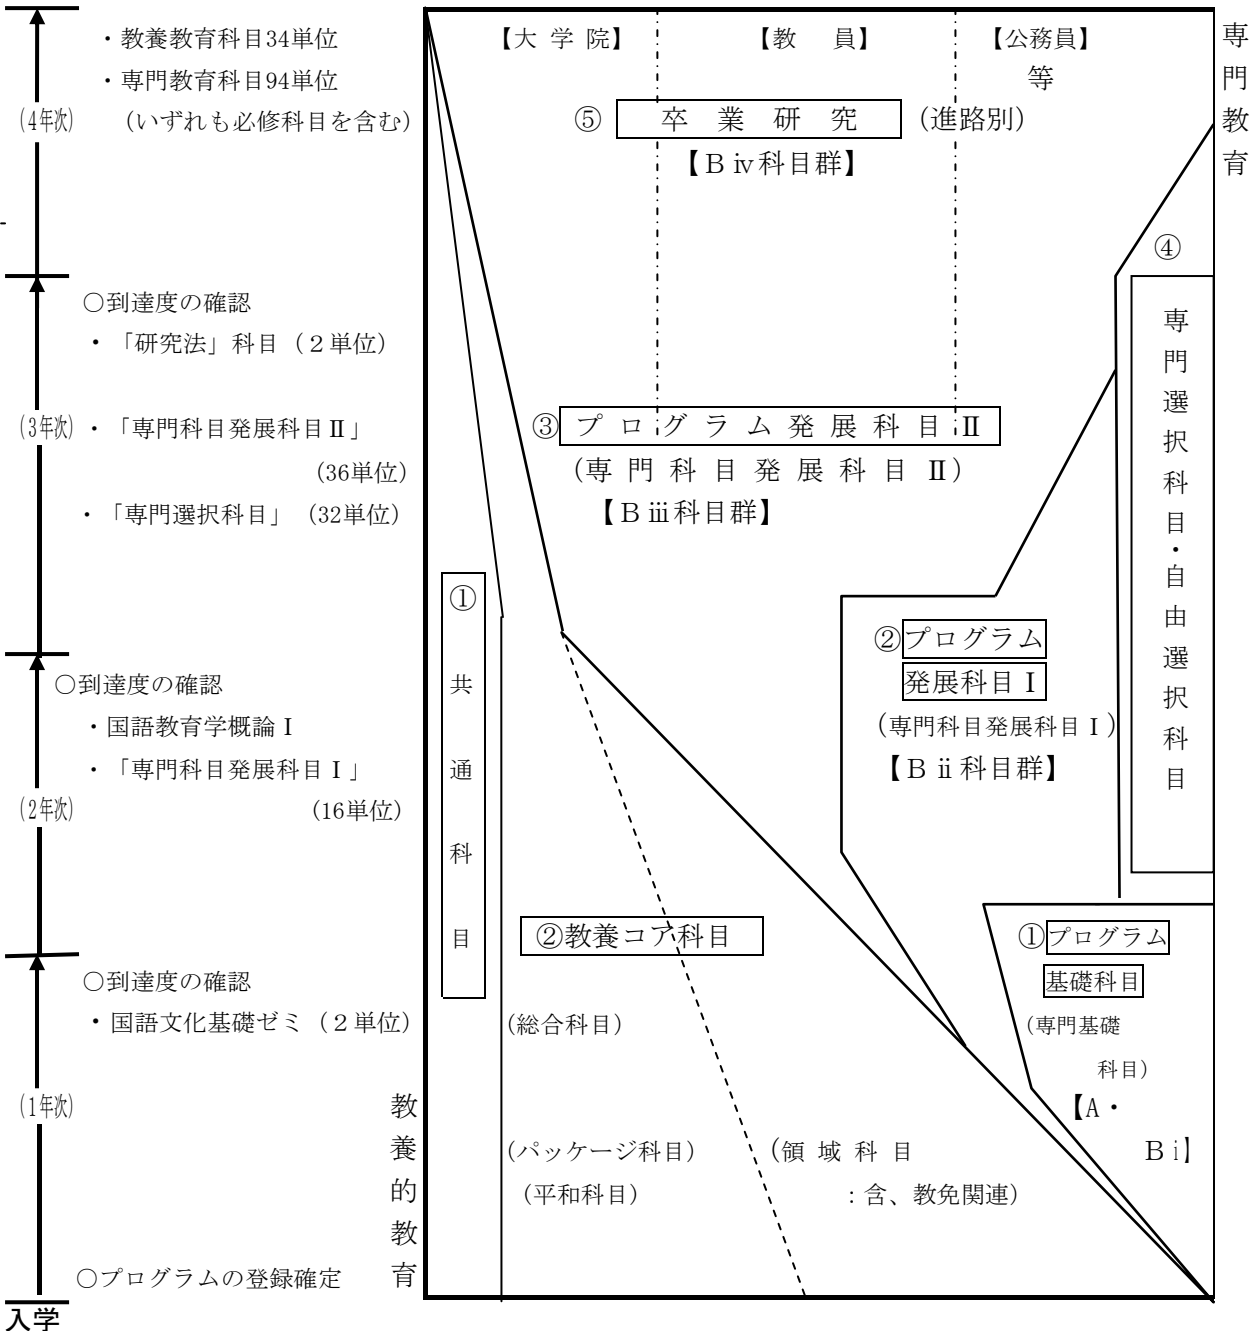 ・教養教育科目34単位
・専門教育科目94単位
(4年次)
(いずれも必修科目を含む)
○到達度の確認
・「研究法」科目（２単位）
(3年次)
・「専門科目発展科目Ⅱ」
(36単位)
・「専門選択科目」（32単位）
○到達度の確認
・国語教育学概論Ⅰ
・「専門科目発展科目Ⅰ」
(2年次)
(16単位)
○到達度の確認
・国語文化基礎ゼミ（２単位）
(1年次)
○プログラムの登録確定
入学
教養的教育
専門教育
【大 学 院】
【教　員】
【公務員】
等
⑤ 卒 業 研 究 (進路別)
【Ｂⅳ科目群】
③プ ロ グ ラ ム 発 展 科 目 Ⅱ
(専 門 科 目 発 展 科 目 Ⅱ)
【Ｂⅲ科目群】
④
専門選択科目・自由選択科目
①
共通科目
②プログラム
発展科目Ⅰ
(専門科目発展科目Ⅰ)
【Ｂⅱ科目群】
②教養コア科目
(総合科目)
(パッケージ科目)
(平和科目)
(領 域 科 目
：含、教免関連)
①プログラム
基礎科目
(専門基礎
科目)
【A・
Ｂi】